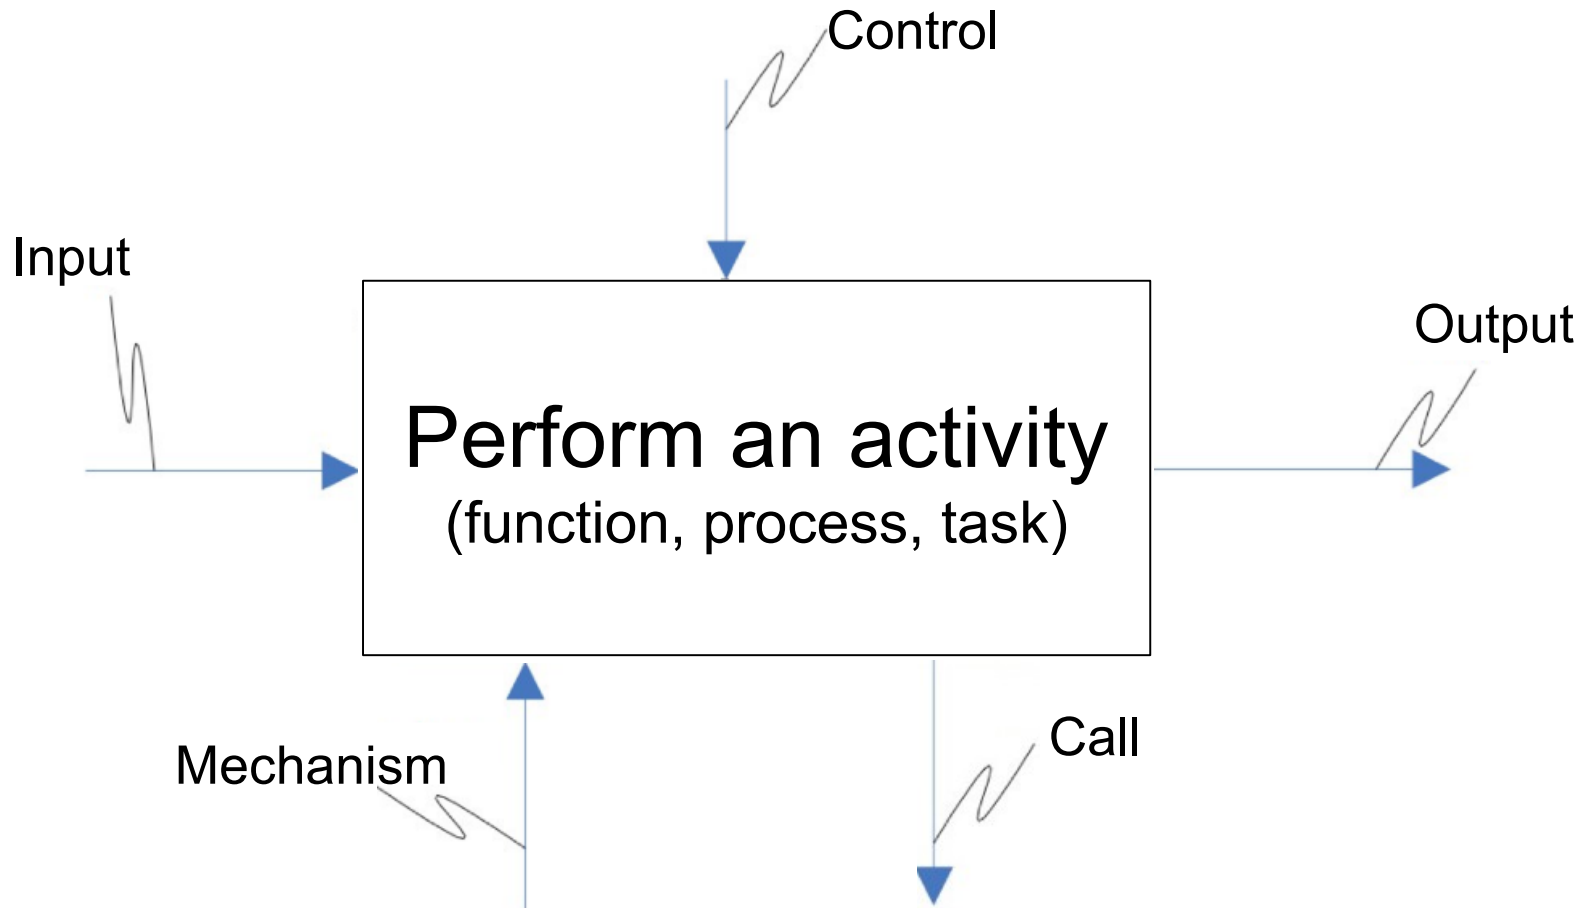 Control
Input
Output
Perform an activity
(function, process, task)
Call
Mechanism